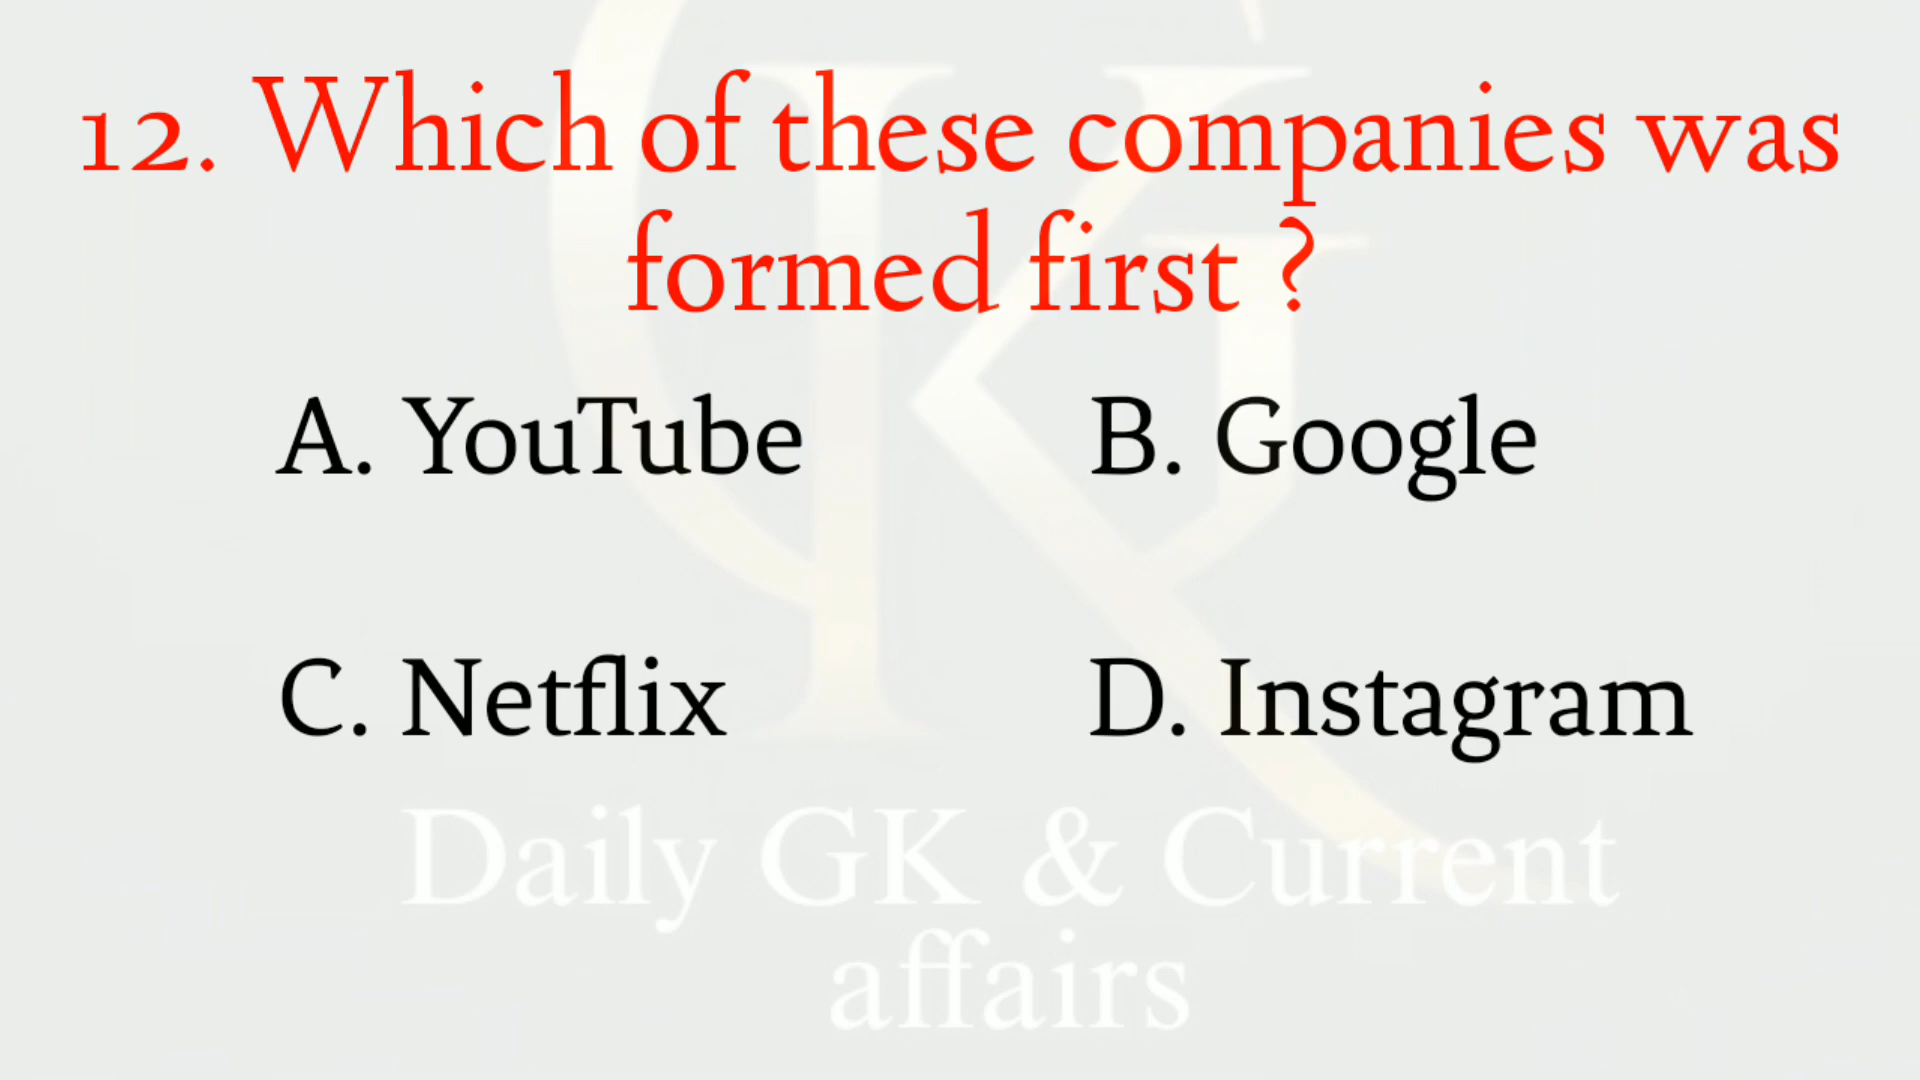 12. Which of these companies was
formed first ?
A. YouTube
B. Google
C. Netflix
D. Instagram
Daily GK & Current
affairs